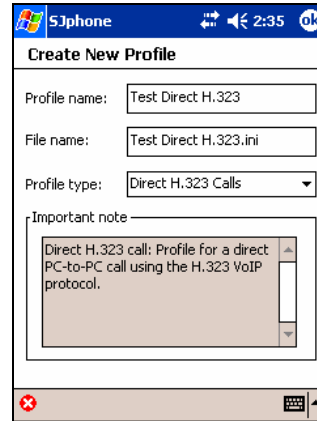 SJphone 2:35 ok
Create New Profile
Profile name: Test Direct H.323
File name: Test Direct H.323.ini
Profile type: Direct H.323 Calls
Important note
Direct H.323 call: Profile for a direct
PC-to-PC call using the H.323 VoIP
protocol.